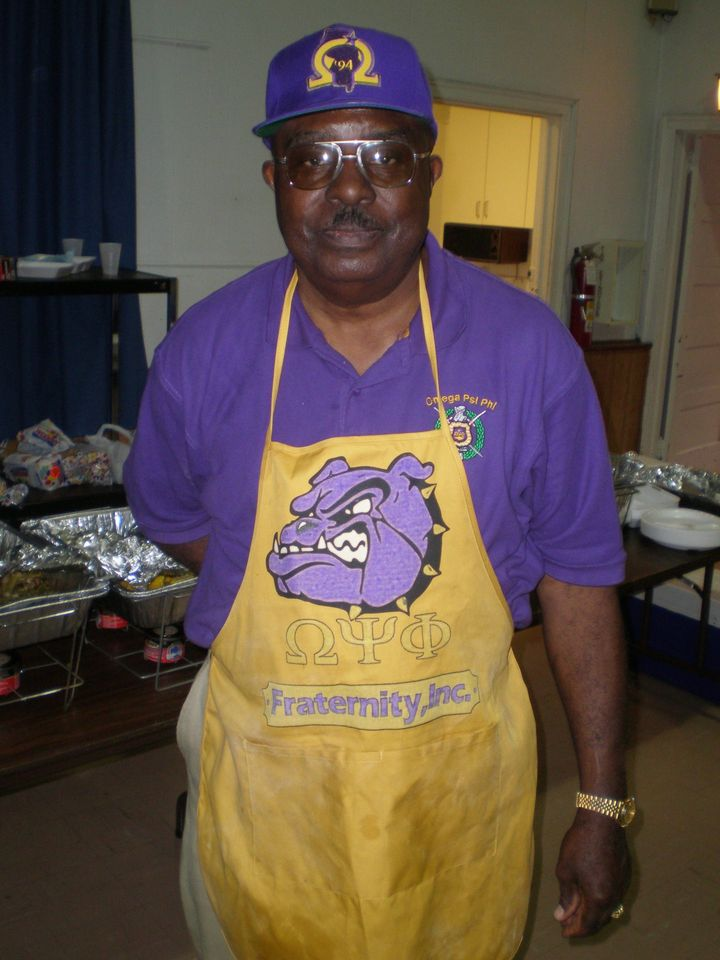 Ω
'94
Omega Psi Phi
ΩΨΦ
Fraternity, Inc.